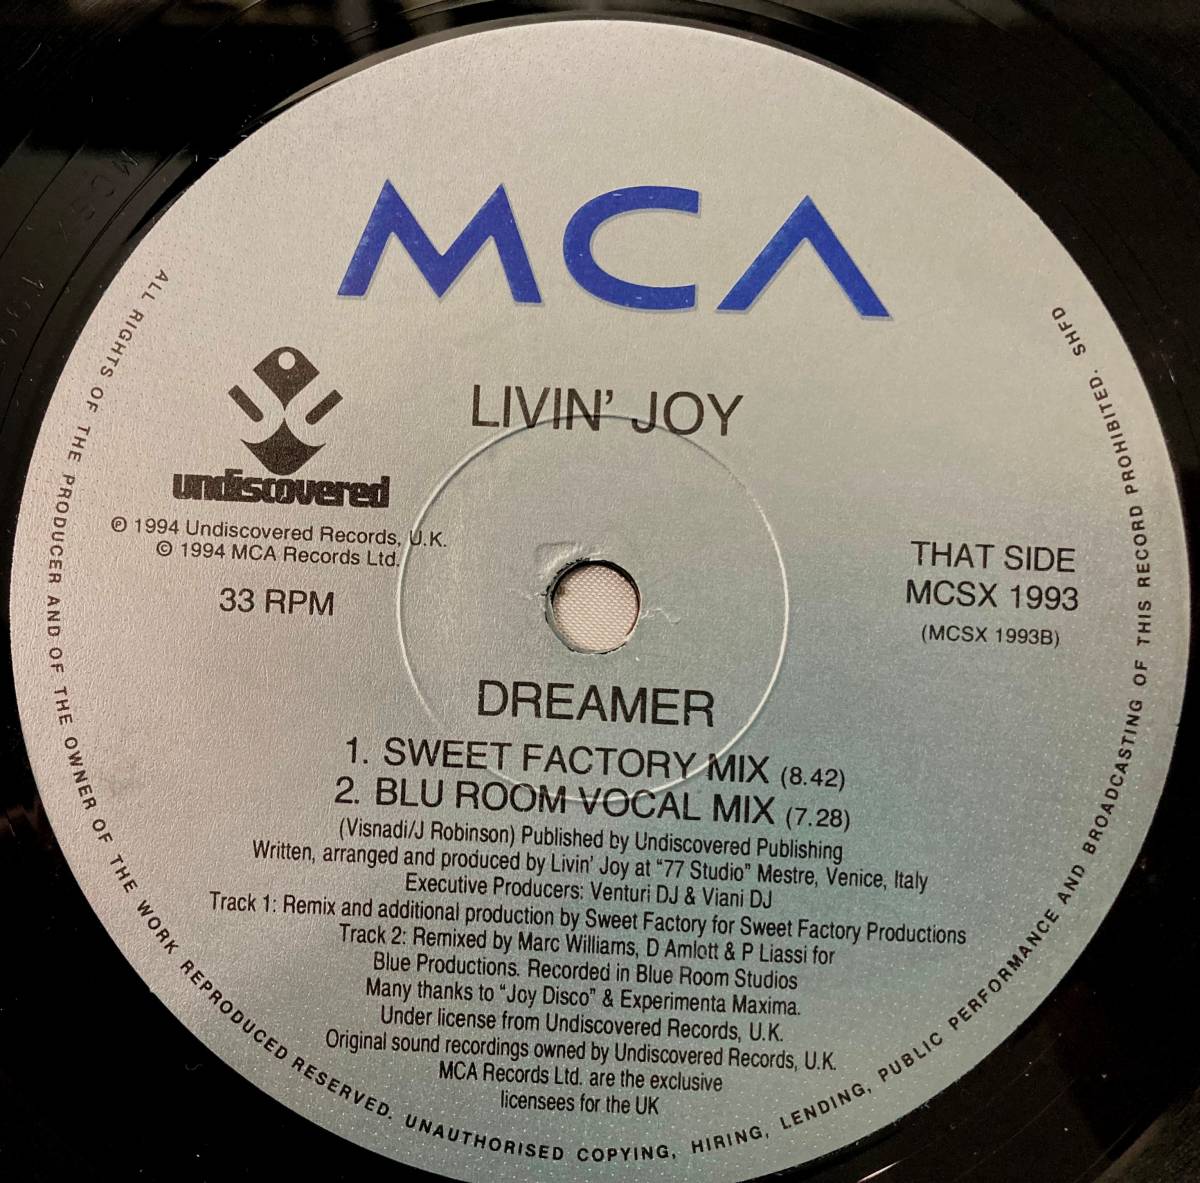 MCA
LIVIN' JOY
undiscovered
℗ 1994 Undiscovered Records, U.K.
© 1994 MCA Records Ltd.
33 RPM
THAT SIDE
MCSX 1993
(MCSX 1993B)
DREAMER
1. SWEET FACTORY MIX (8.42)
2. BLU ROOM VOCAL MIX (7.28)
(Visnadi/J Robinson) Published by Undiscovered Publishing
Written, arranged and produced by Livin' Joy at "77 Studio" Mestre, Venice, Italy
Executive Producers: Venturi DJ & Viani DJ
Track 1: Remix and additional production by Sweet Factory for Sweet Factory Productions
Track 2: Remixed by Marc Williams, D Amlott & P Liassi for
Blue Productions. Recorded in Blue Room Studios
Many thanks to "Joy Disco" & Experimenta Maxima.
Under license from Undiscovered Records, U.K.
Original sound recordings owned by Undiscovered Records, U.K.
MCA Records Ltd. are the exclusive
licensees for the UK
ALL RIGHTS OF THE PRODUCER AND OF THE OWNER OF THE WORK REPRODUCED RESERVED. UNAUTHORISED COPYING, HIRING, LENDING, PUBLIC PERFORMANCE AND BROADCASTING OF THIS RECORD PROHIBITED. SHFD